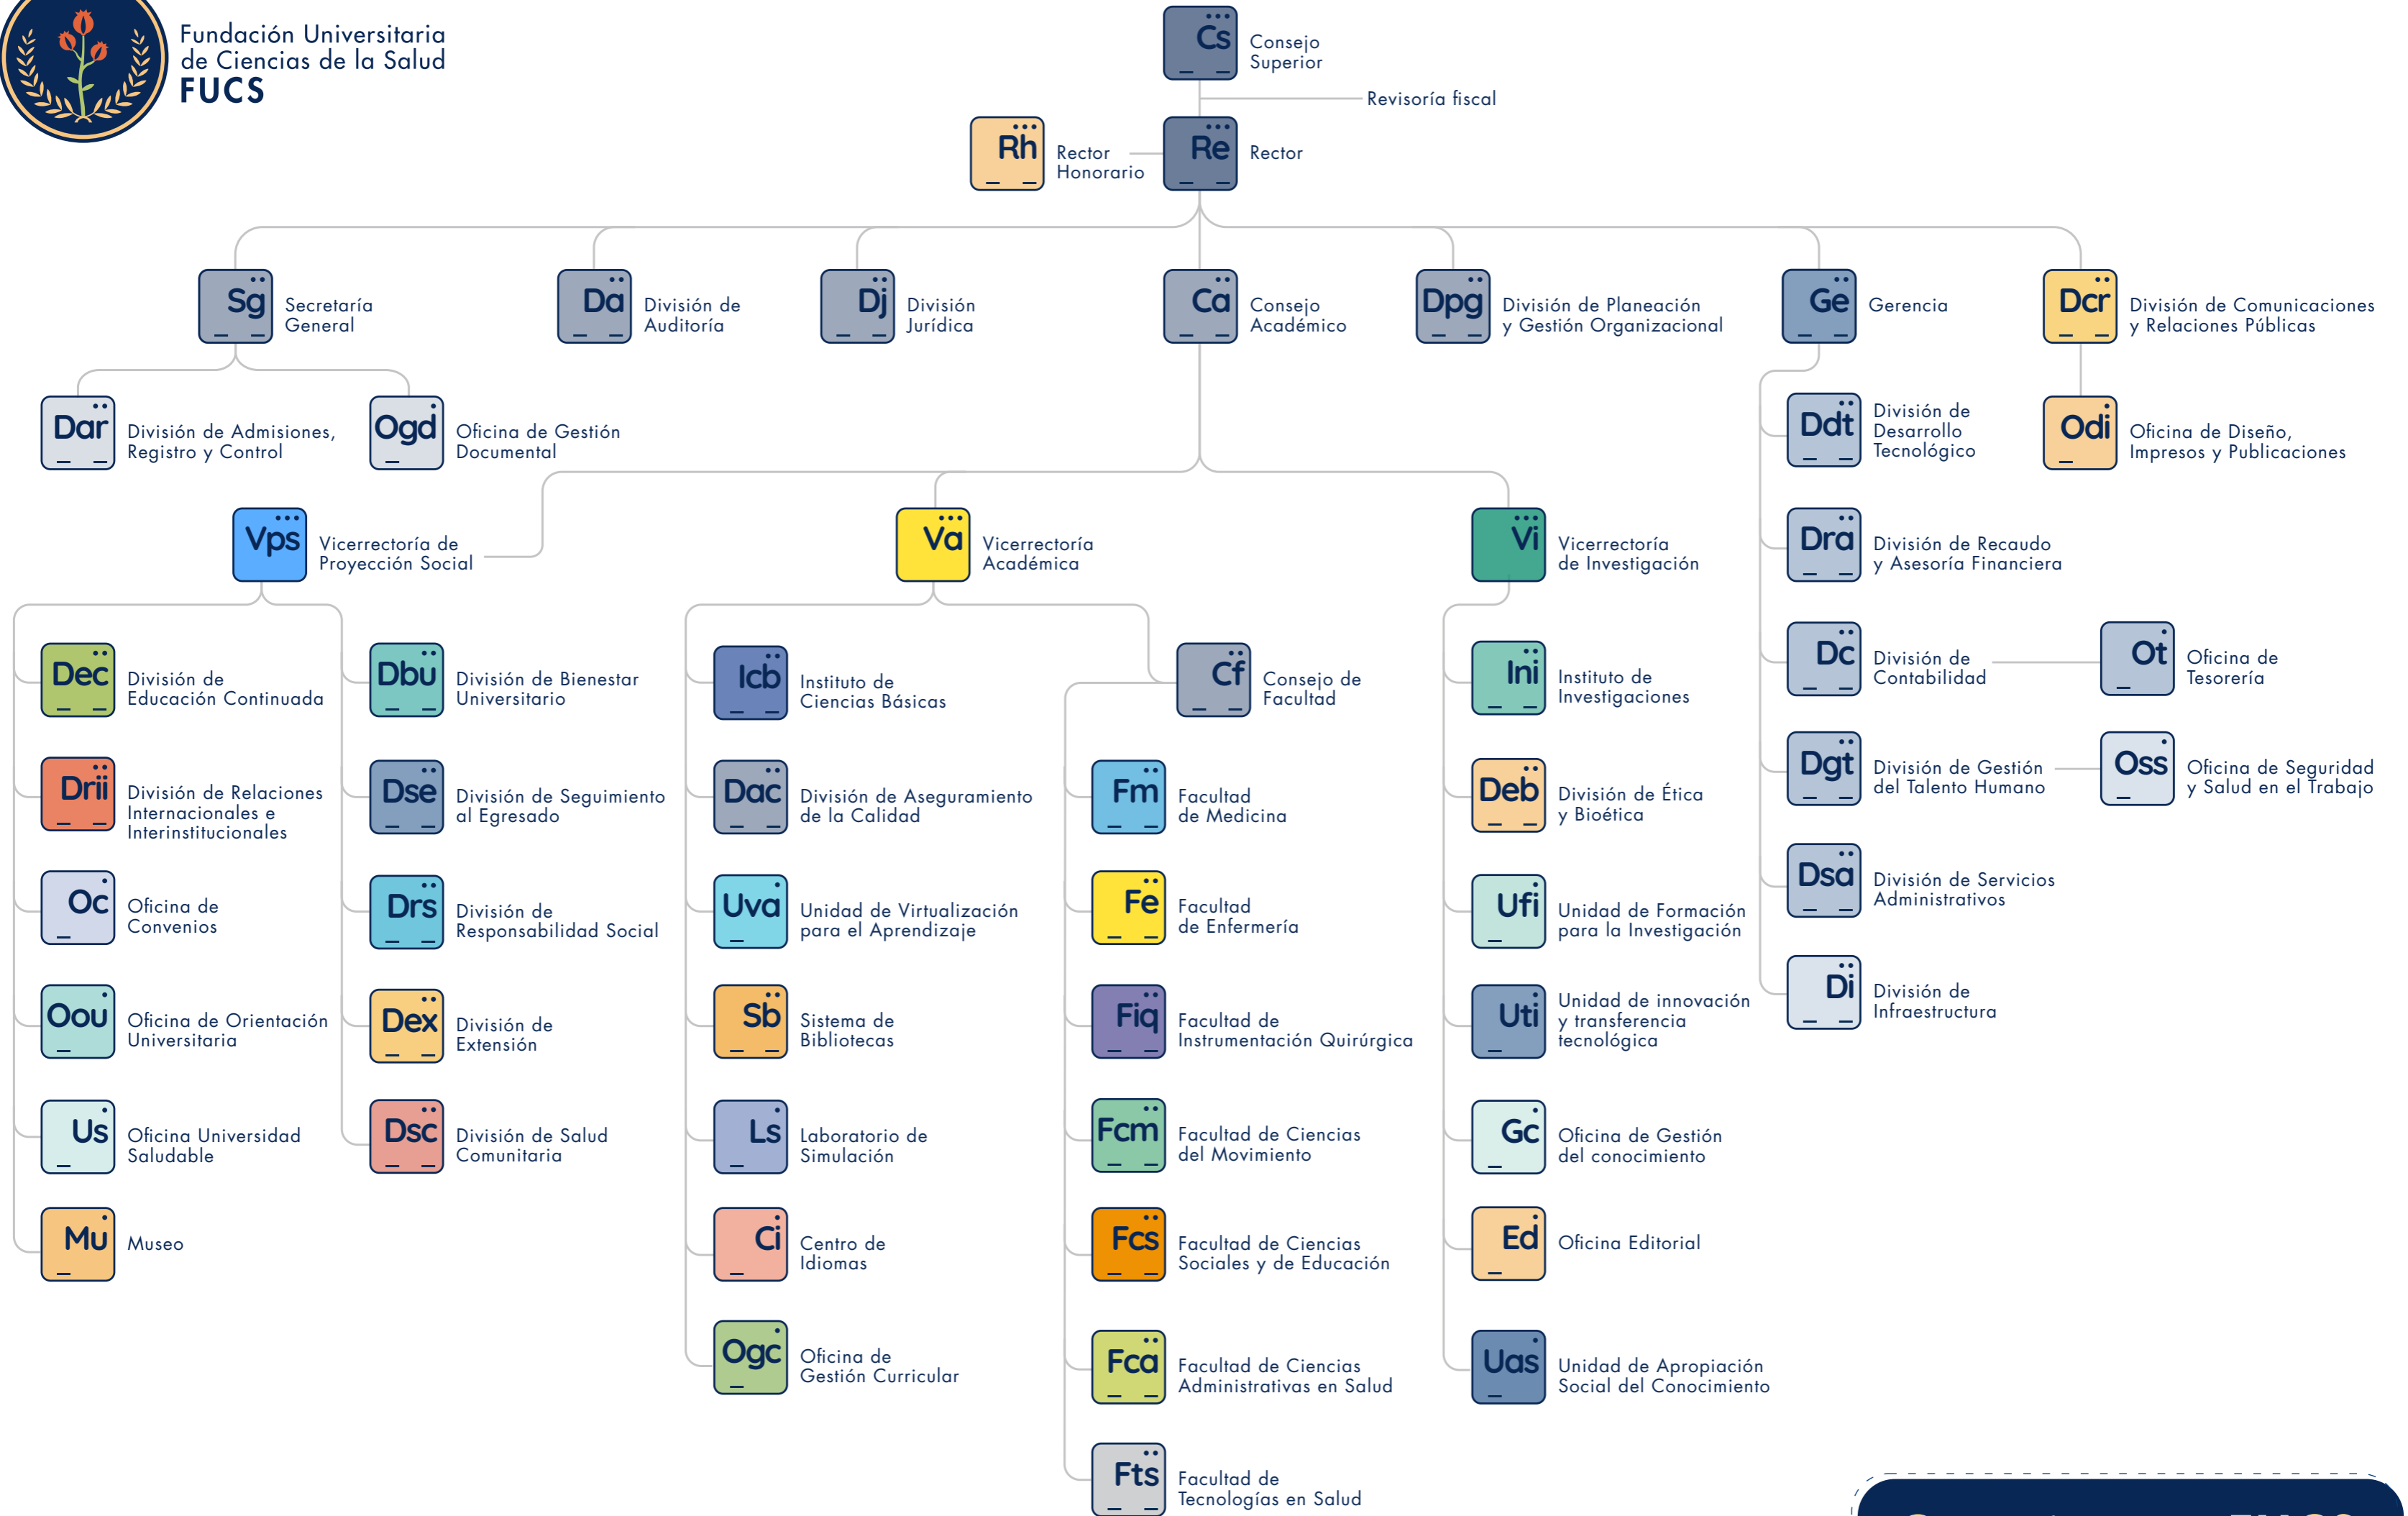 Fundación Universitaria
de Ciencias de la Salud
FUCS
Cs
Consejo
Superior
Revisoría fiscal
Rh
Rector
Honorario
Re
Rector
Sg
Secretaría
General
Da
División de
Auditoría
Dj
División
Jurídica
Ca
Consejo
Académico
Dpg
División de Planeación
y Gestión Organizacional
Ge
Gerencia
Dcr
División de Comunicaciones
y Relaciones Públicas
Dar
División de Admisiones,
Registro y Control
Ogd
Oficina de Gestión
Documental
Ddt
División de
Desarrollo
Tecnológico
Odi
Oficina de Diseño,
Impresos y Publicaciones
Vps
Vicerrectoría de
Proyección Social
Va
Vicerrectoría
Académica
Vi
Vicerrectoría
de Investigación
Dra
División de Recaudo
y Asesoría Financiera
Dec
División de
Educación Continuada
Dbu
División de Bienestar
Universitario
Icb
Instituto de
Ciencias Básicas
Cf
Consejo de
Facultad
Ini
Instituto de
Investigaciones
Dc
División de
Contabilidad
Ot
Oficina de
Tesorería
Drii
División de Relaciones
Internacionales e
Interinstitucionales
Dse
División de Seguimiento
al Egresado
Dac
División de Aseguramiento
de la Calidad
Fm
Facultad
de Medicina
Deb
División de Ética
y Bioética
Dgt
División de Gestión
del Talento Humano
Oss
Oficina de Seguridad
y Salud en el Trabajo
Oc
Oficina de
Convenios
Drs
División de
Responsabilidad Social
Uva
Unidad de Virtualización
para el Aprendizaje
Fe
Facultad
de Enfermería
Ufi
Unidad de Formación
para la Investigación
Dsa
División de Servicios
Administrativos
Oou
Oficina de Orientación
Universitaria
Dex
División de
Extensión
Sb
Sistema de
Bibliotecas
Fiq
Facultad de
Instrumentación Quirúrgica
Uti
Unidad de innovación
y transferencia
tecnológica
Di
División de
Infraestructura
Us
Oficina Universidad
Saludable
Dsc
División de Salud
Comunitaria
Ls
Laboratorio de
Simulación
Fcm
Facultad de Ciencias
del Movimiento
Gc
Oficina de Gestión
del conocimiento
Mu
Museo
Ci
Centro de
Idiomas
Fcs
Facultad de Ciencias
Sociales y de Educación
Ed
Oficina Editorial
Ogc
Oficina de
Gestión Curricular
Fca
Facultad de Ciencias
Administrativas en Salud
Uas
Unidad de Apropiación
Social del Conocimiento
Fts
Facultad de
Tecnologías en Salud